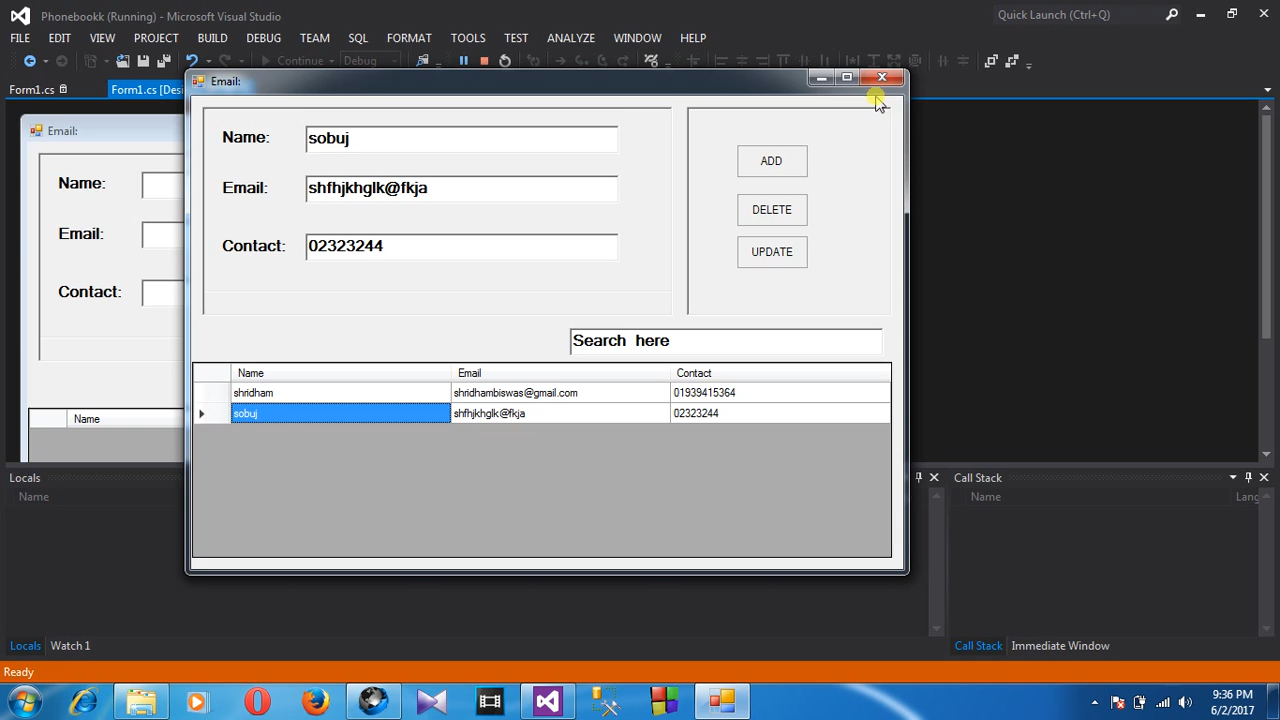 Phonebookk (Running) - Microsoft Visual Studio
Quick Launch (Ctrl+Q)
FILE EDIT VIEW PROJECT BUILD DEBUG TEAM SQL FORMAT TOOLS TEST ANALYZE WINDOW HELP
Continue Debug
Form1.cs
Form1.cs [Des
Email:
Name:
Email:
Contact:
Name
Email:
Name: sobuj
Email: shfhjkhglk@fkja
Contact: 02323244
ADD
DELETE
UPDATE
Search here
Name Email Contact
shridham shridhambiswas@gmail.com 01939415364
sobuj shfhjkhglk@fkja 02323244
Locals
Name
Call Stack
Name Lang
Locals Watch 1
Call Stack Immediate Window
Ready
9:36 PM
6/2/2017